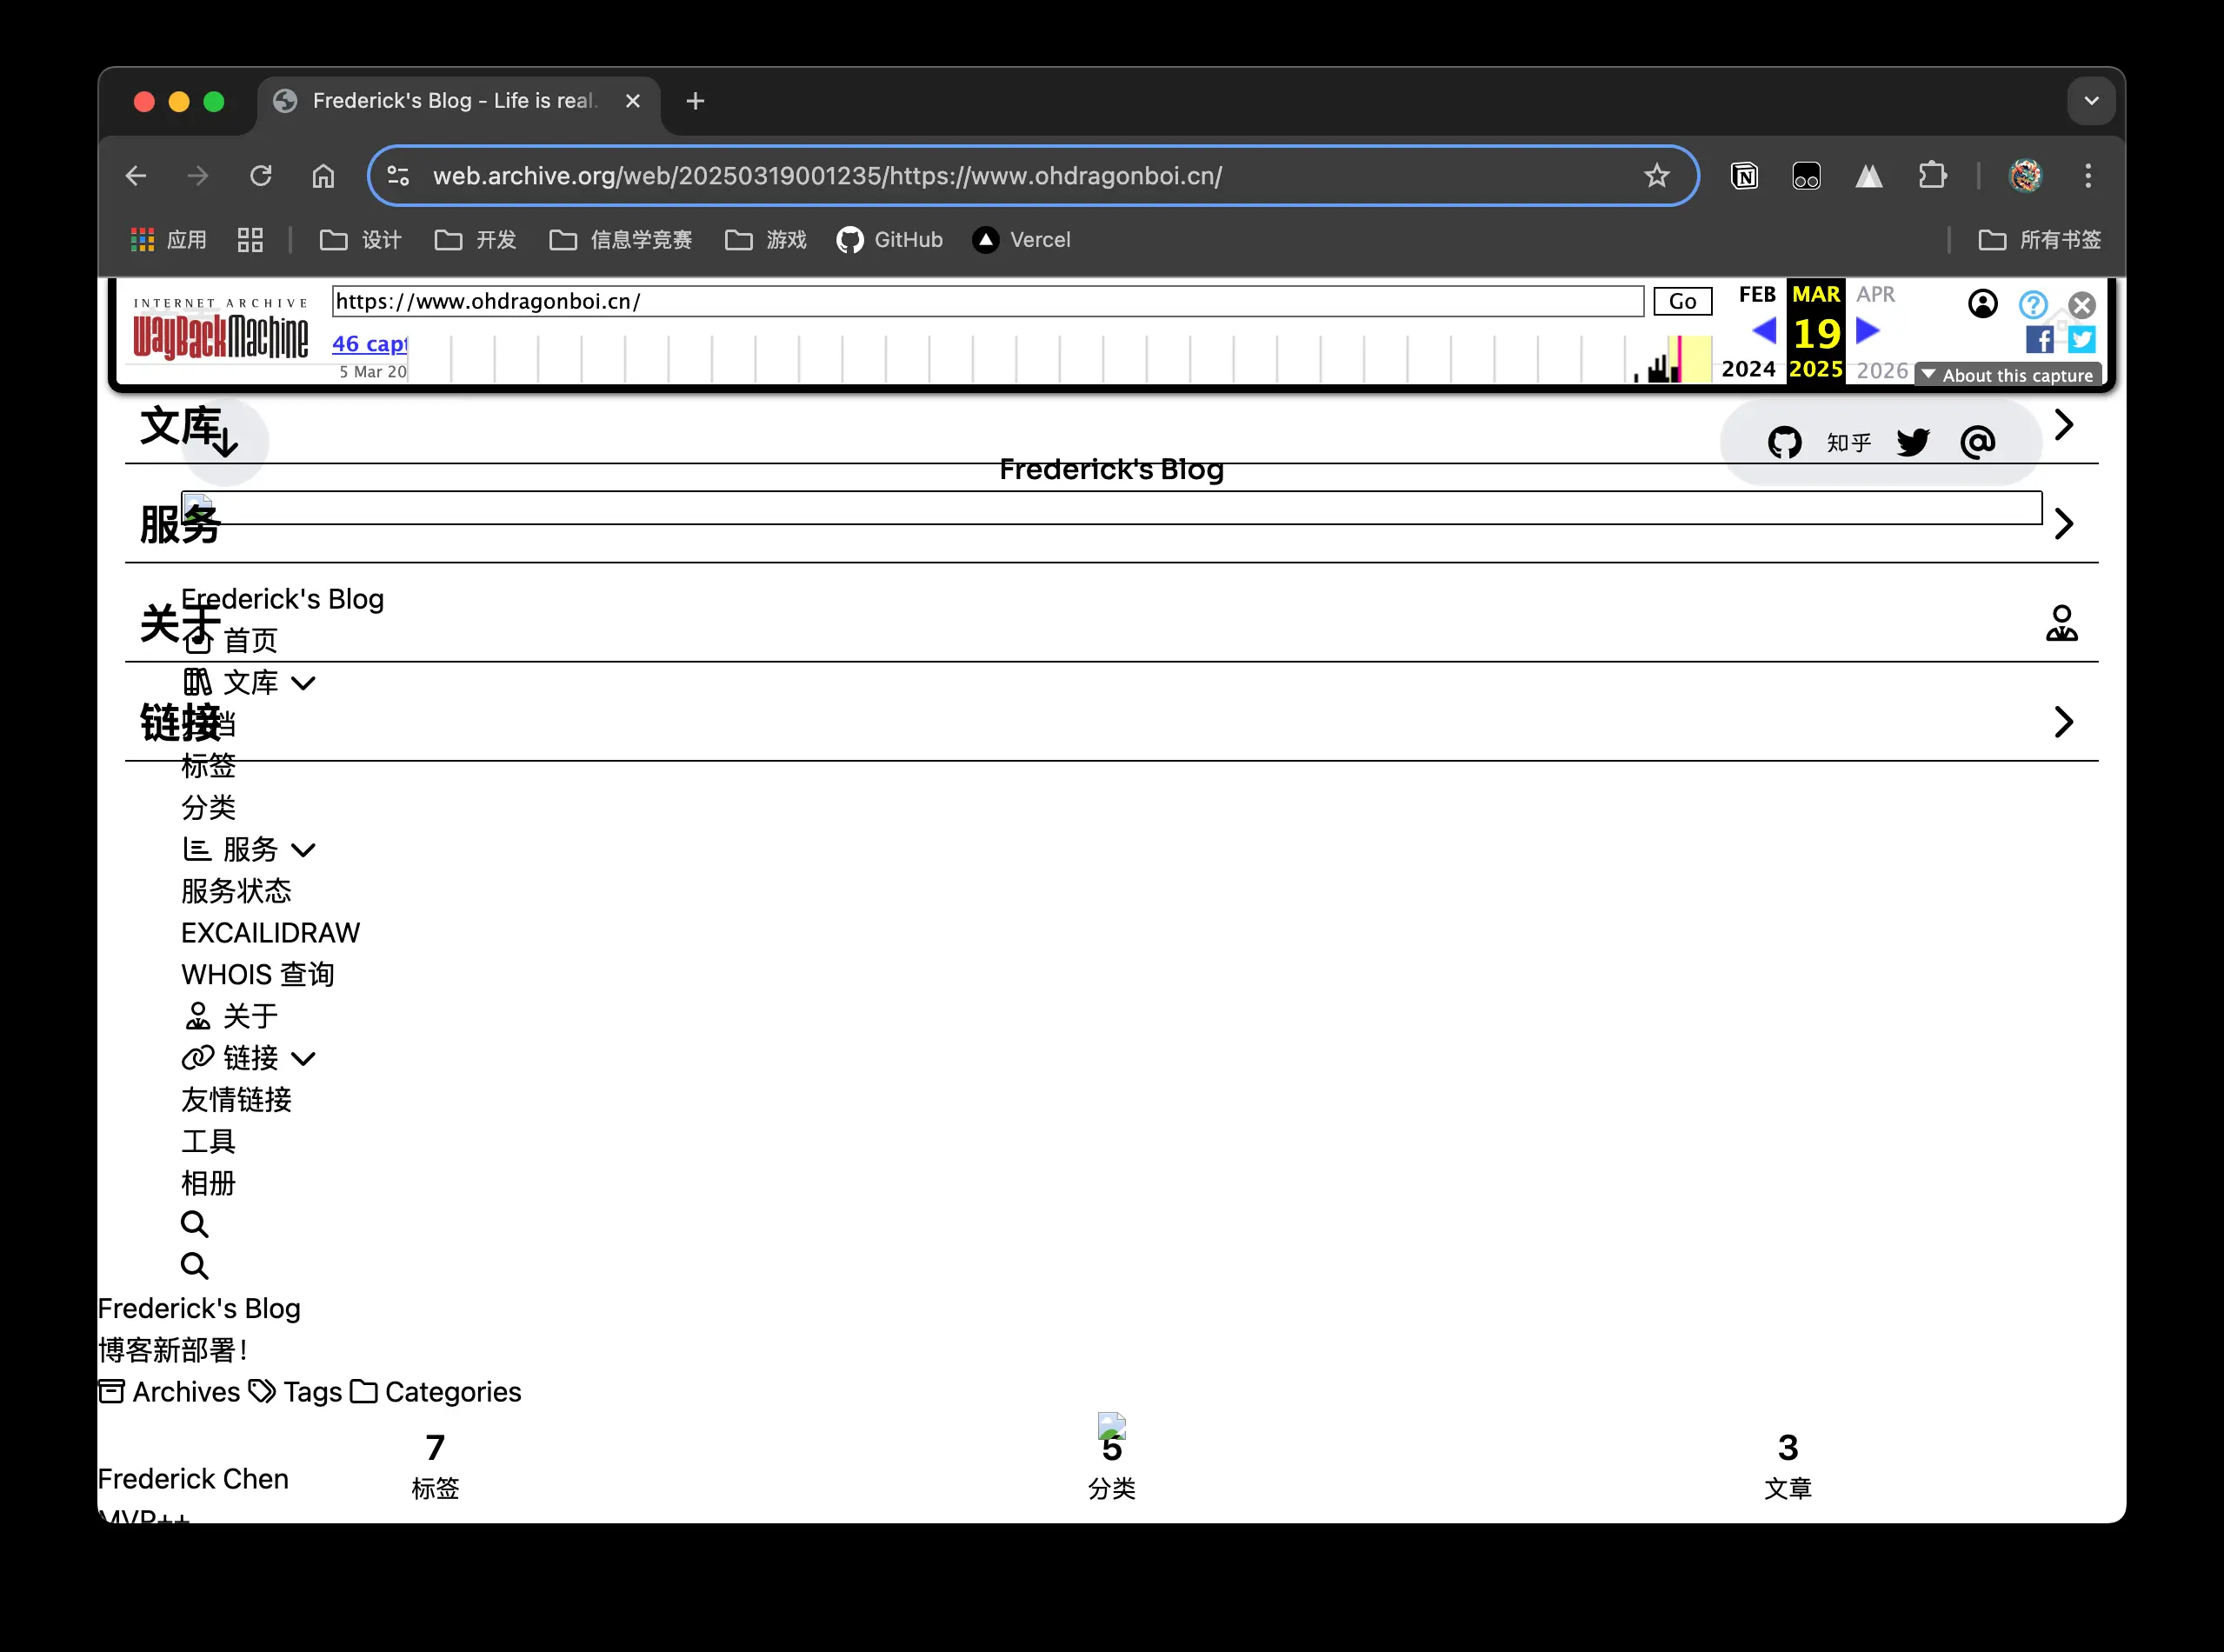 Frederick's Blog - Life is real.
web.archive.org/web/20250319001235/https://www.ohdragonboi.cn/
应用 设计 开发 信息学竞赛 游戏 GitHub Vercel 所有书签
INTERNET ARCHIVE
WayBackMachine
https://www.ohdragonboi.cn/
Go
FEB MAR APR
46 capt
19
5 Mar 20
2024 2025 2026
About this capture
文库
知乎
Frederick's Blog
服务
Frederick's Blog
关于
首页
文库
链接
档
标签
分类
服务
服务状态
EXCAILIDRAW
WHOIS 查询
关于
链接
友情链接
工具
相册
Frederick's Blog
博客新部署!
Archives Tags Categories
7 5 3
标签 分类 文章
Frederick Chen
MVP++